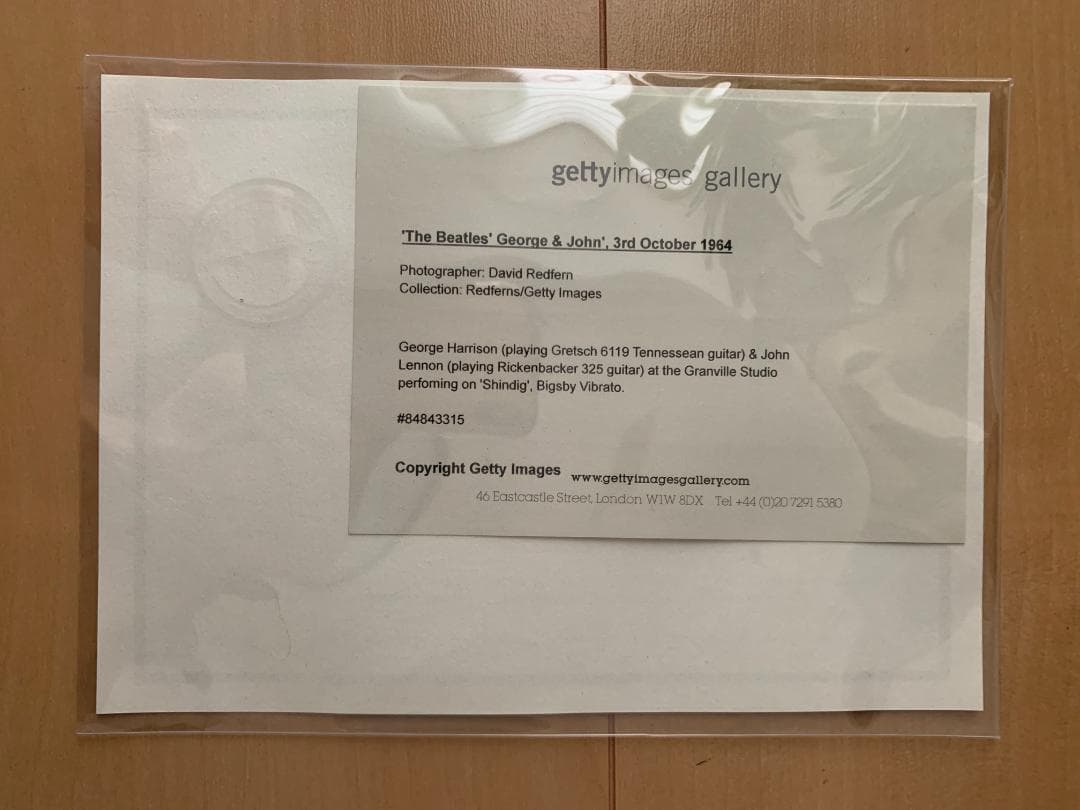 gettyimages gallery
'The Beatles' George & John', 3rd October 1964
Photographer: David Redfern
Collection: Redferns/Getty Images
George Harrison (playing Gretsch 6119 Tennessean guitar) & John
Lennon (playing Rickenbacker 325 guitar) at the Granville Studio
perfoming on 'Shindig', Bigsby Vibrato.
#84843315
Copyright Getty Images www.gettyimagesgallery.com
46 Eastcastle Street, London W1W 8DX Tel +44 (0)20 7291 5380